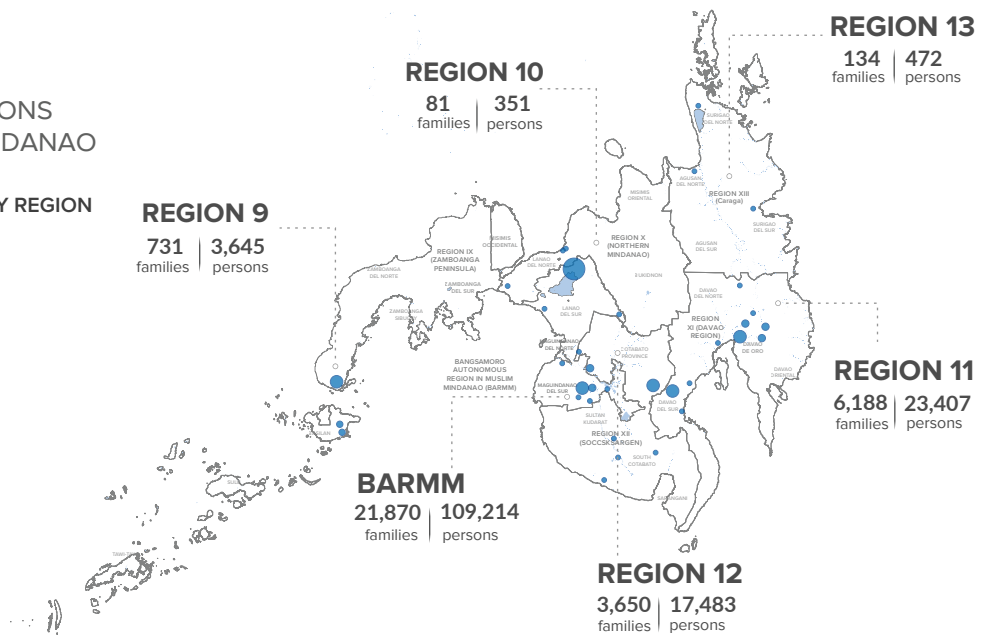 REGION 13
134 | 472
families persons
REGION 10
81 | 351
families persons
ONS
DANAO
Y REGION
REGION 9
731 | 3,645
families persons
SURIGAO
DEL NORTE
AGUSAN
DEL NORTE
REGION XIII
(Caraga)
SURIGAO
DEL SUR
AGUSAN
DEL SUR
MISIMIS
ORIENTAL
REGION X
(NORTHERN
MINDANAO)
BUKIDNON
MISIMIS
OCCIDENTAL
REGION IX
(ZAMBOANGA
PENINSULA)
ZAMBOANGA
DEL NORTE
ZAMBOANGA
DEL SUR
ZAMBOANGA
SIBUGAY
LANAO
DEL NORTE
LANAO
DEL SUR
DAVAO
DEL NORTE
REGION
XI (DAVAO
REGION)
DAVAO
DE ORO
DAVAO
ORIENTAL
MAGUINDANAO
DEL NORTE
COTABATO
PROVINCE
BANGSAMORO
AUTONOMOUS
REGION IN MUSLIM
MINDANAO (BARMM)
MAGUINDANAO
DEL SUR
DAVAO
DEL SUR
SULTAN
KUDARAT
REGION XII
(SOCCSKSARGEN)
SOUTH
COTABATO
SARANGANI
REGION 11
6,188 | 23,407
families persons
BARMM
21,870 | 109,214
families persons
REGION 12
3,650 | 17,483
families persons
SULU